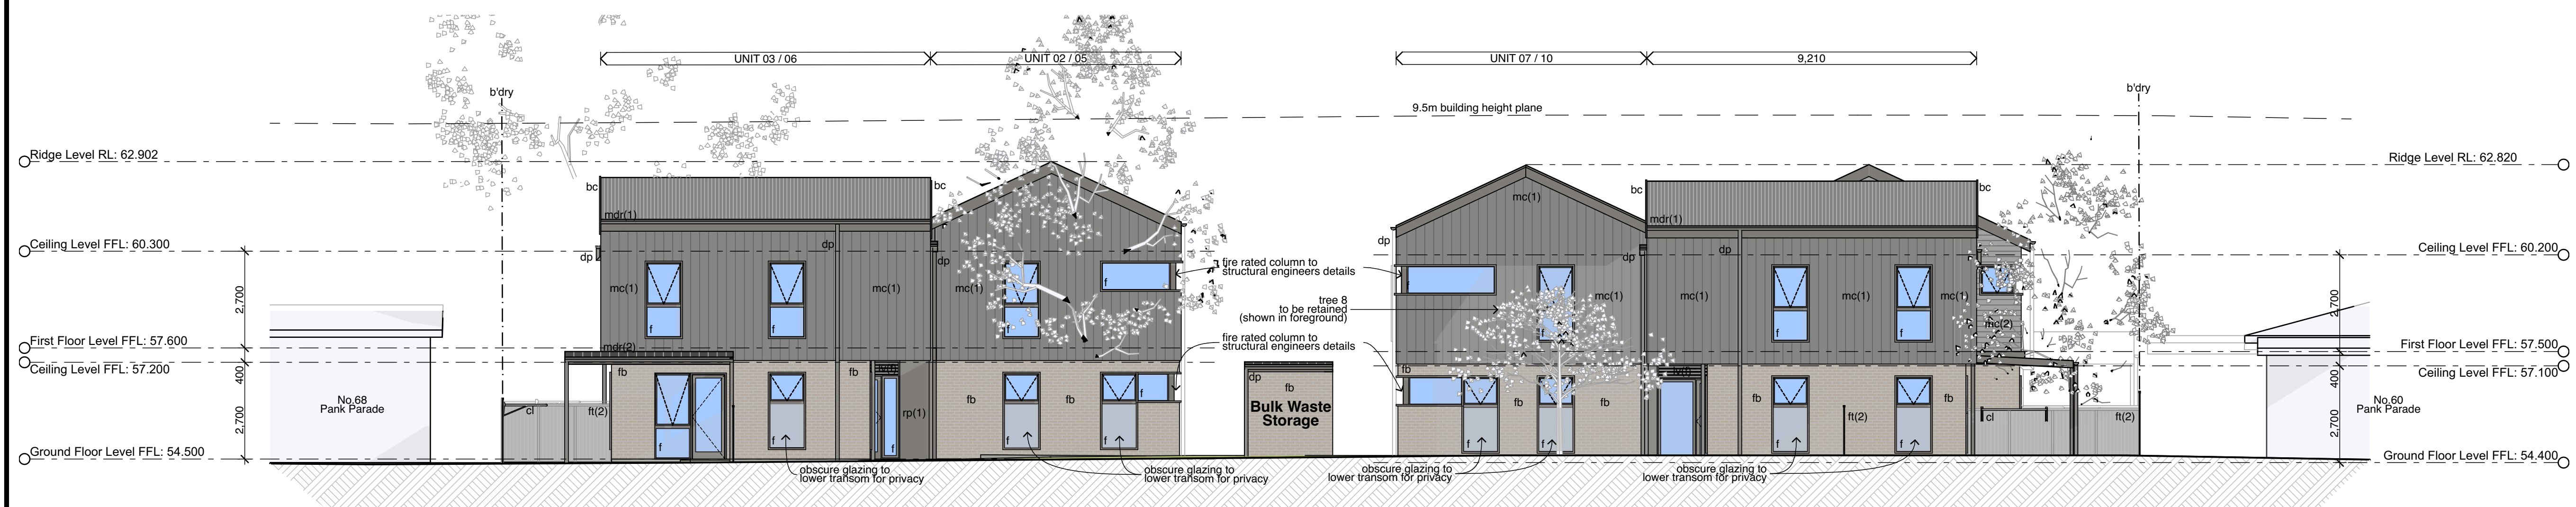 UNIT 03 / 06
UNIT 02 / 05
UNIT 07 / 10
9,210
b'dry
b'dry
9.5m building height plane
Ridge Level RL: 62.902
Ridge Level RL: 62.820
bc
bc
bc
bc
mc(1)
mdr(1)
mdr(1)
Ceiling Level FFL: 60.300
dp
dp
dp
dp
dp
dp
Ceiling Level FFL: 60.200
fire rated column to
structural engineers details
mc(1)
mc(1)
mc(1)
mc(1)
mc(1)
mc(1)
mc(1)
f
f
f
f
f
f
f
f
2,700
2,700
tree 8
to be retained
(shown in foreground)
mc(2)
First Floor Level FFL: 57.600
mdr(2)
fire rated column to
structural engineers details
First Floor Level FFL: 57.500
Ceiling Level FFL: 57.200
Ceiling Level FFL: 57.100
400
400
fb
fb
fb
dp
fb
No.68
Pank Parade
No.60
Pank Parade
cl
ft(2)
rp(1)
fb
fb
Bulk Waste
Storage
fb
fb
fb
fb
ft(2)
cl
ft(2)
2,700
2,700
f
f
f
f
f
f
f
f
f
f
Ground Floor Level FFL: 54.500
Ground Floor Level FFL: 54.400
obscure glazing to
lower transom for privacy
obscure glazing to
lower transom for privacy
obscure glazing to
lower transom for privacy
obscure glazing to
lower transom for privacy